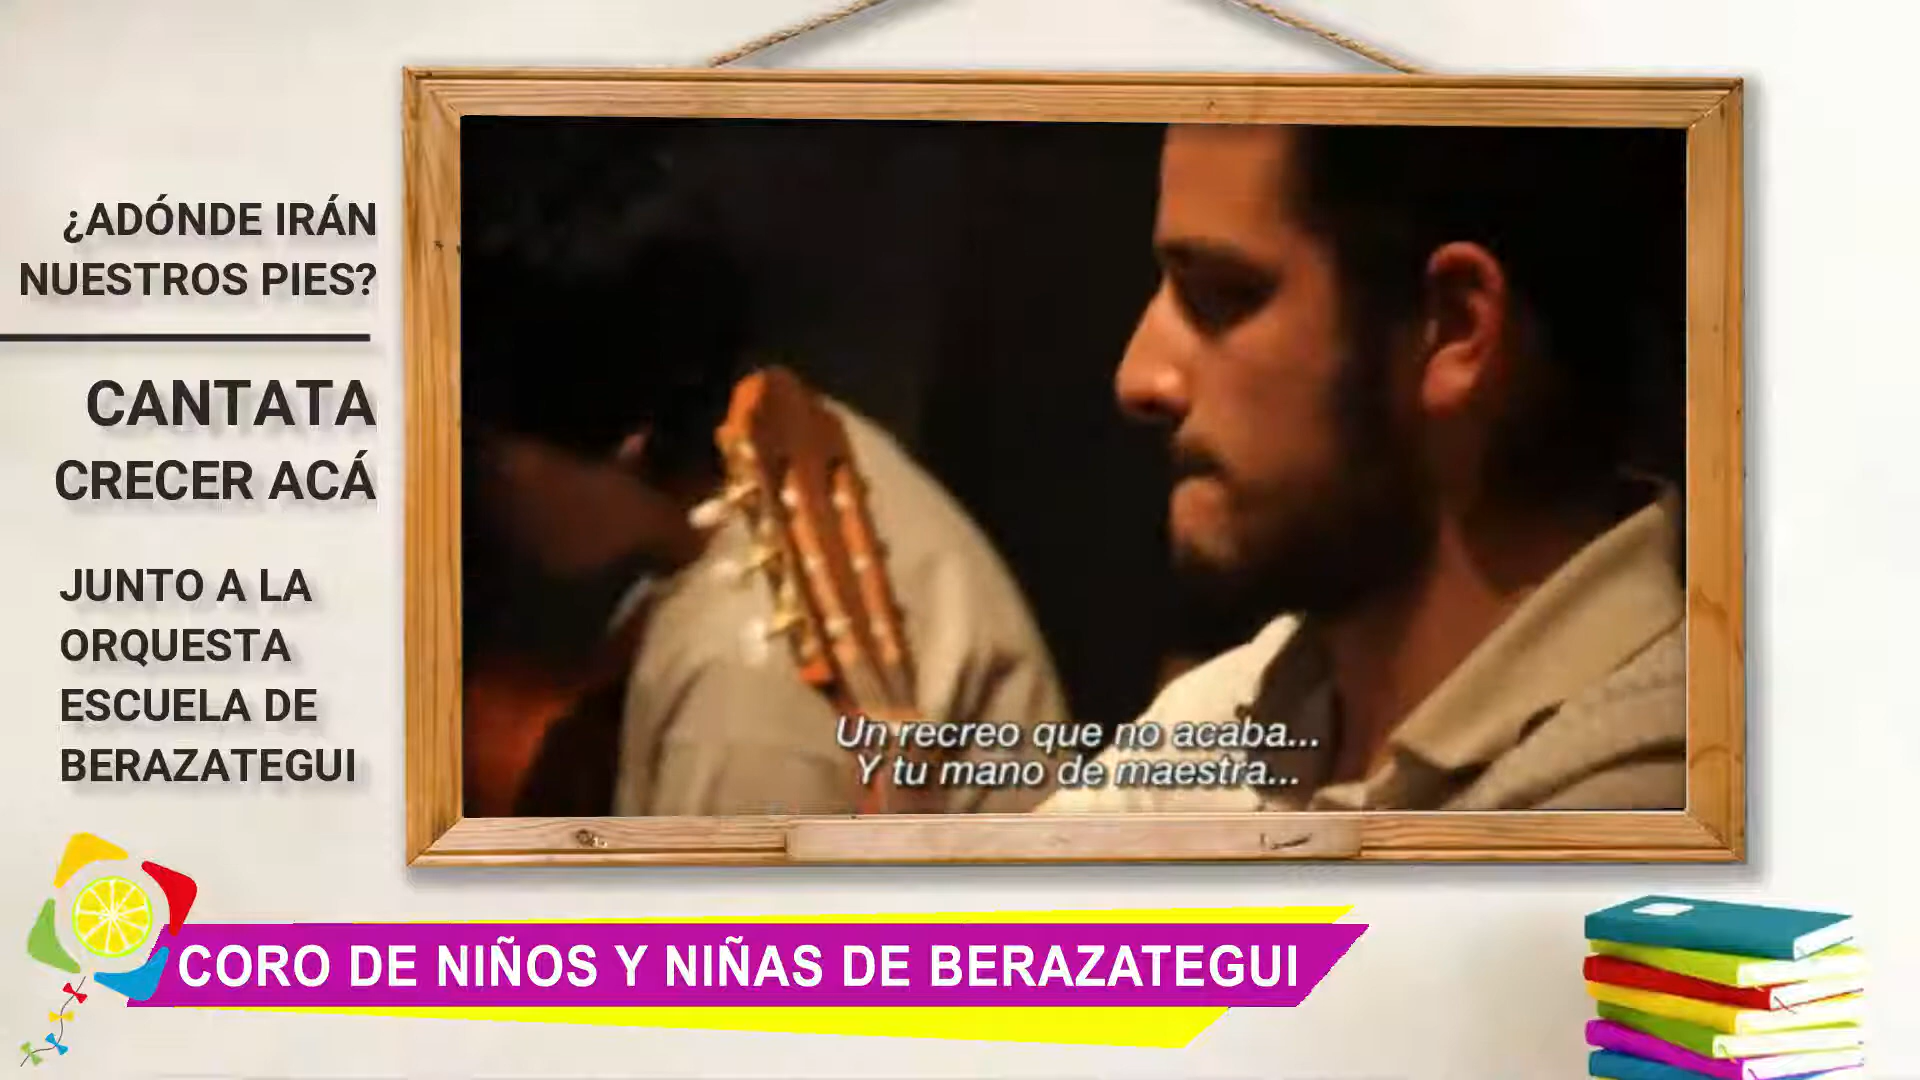 ¿ADÓNDE IRÁN
NUESTROS PIES?
CANTATA
CRECER ACÁ
JUNTO A LA
ORQUESTA
ESCUELA DE
BERAZATEGUI
Un recreo que no acaba...
Y tu mano de maestra...
CORO DE NIÑOS Y NIÑAS DE BERAZATEGUI